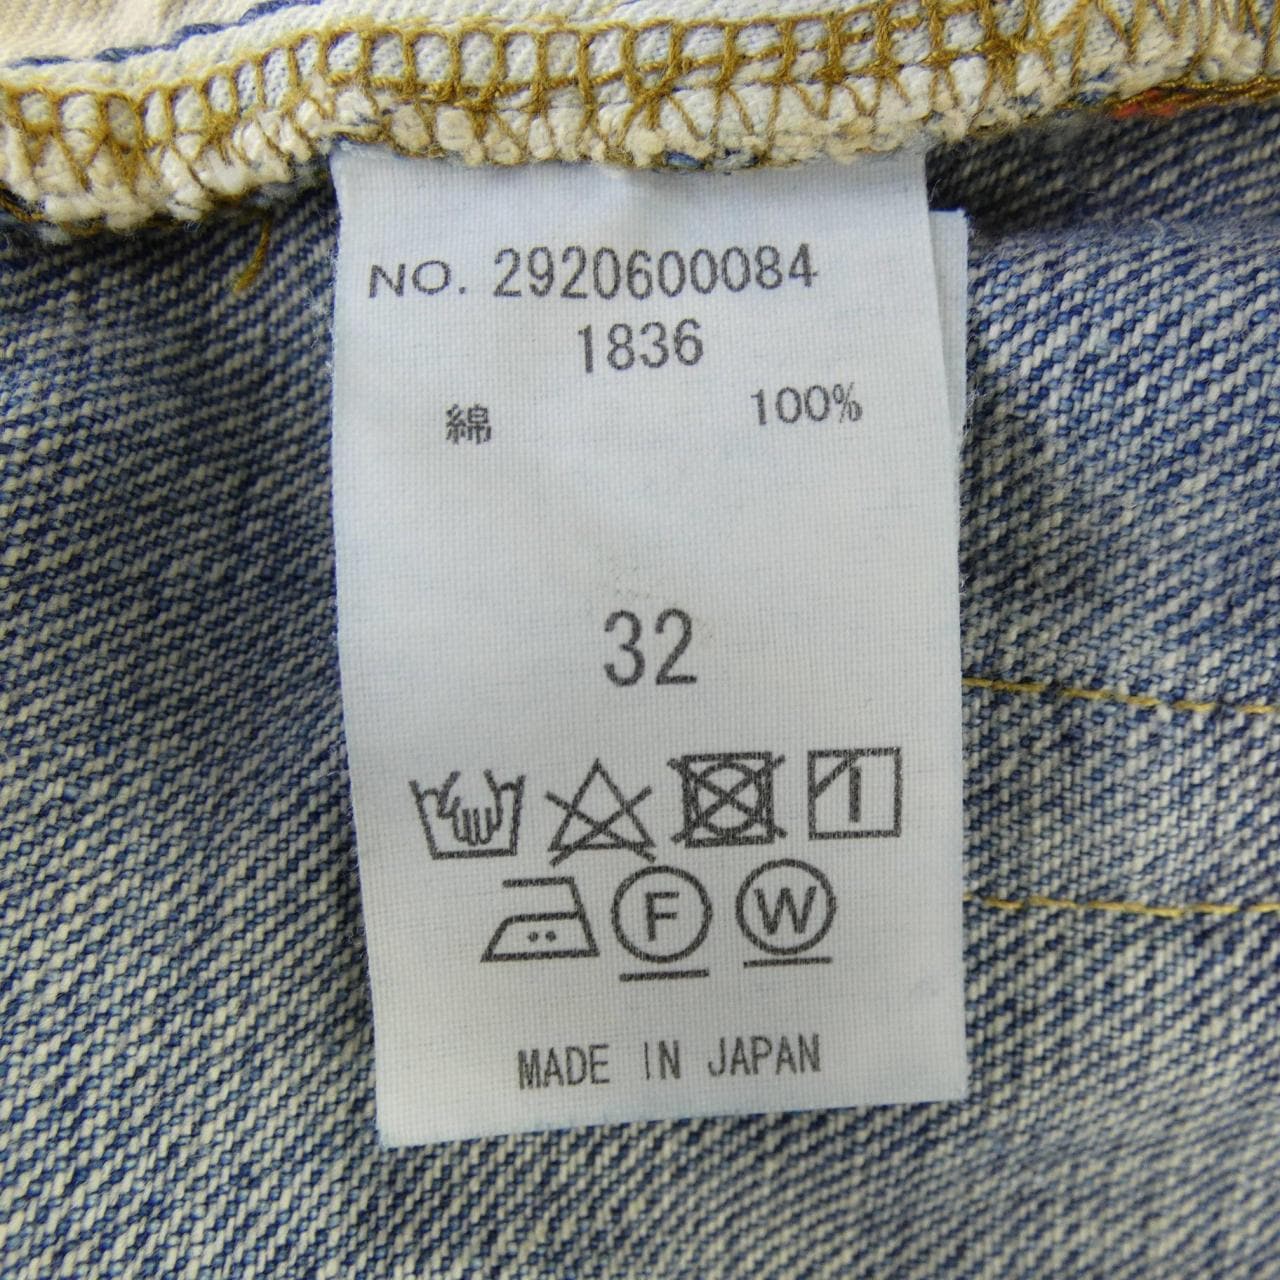 NO. 2920600084
1836
綿 100%
32
F W
MADE IN JAPAN